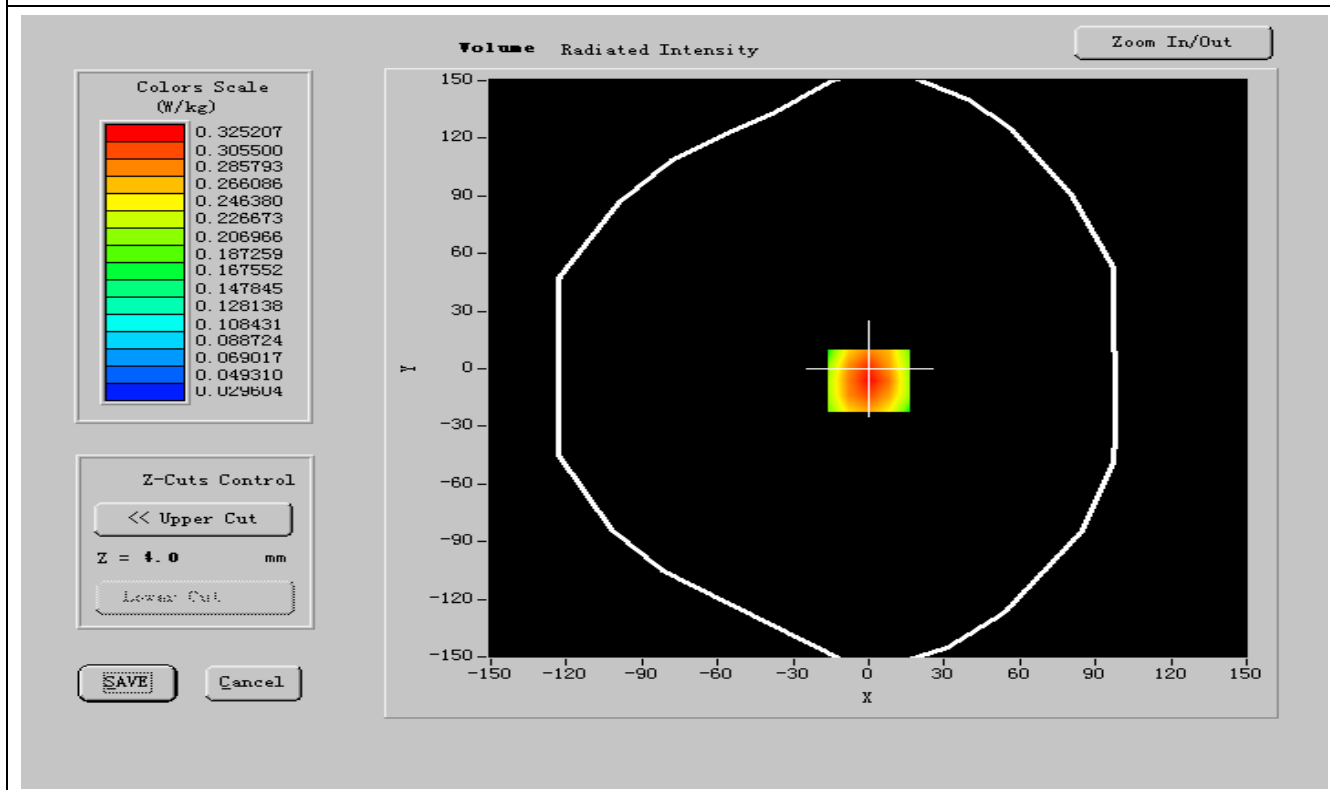 Volume Radiated Intensity
Zoom In/Out
Colors Scale
(W/kg)
0.325207
0.305500
0.285793
0.266086
0.246380
0.226673
0.206966
0.187259
0.167552
0.147845
0.128138
0.108431
0.088724
0.069017
0.049310
0.029604
Z-Cuts Control
<< Upper Cut
Z = 4.0 mm
Lower Cut
SAVE
Cancel
150
120
90
60
30
0
-30
-60
-90
-120
-150
Y
-150 -120 -90 -60 -30 0 30 60 90 120 150
X